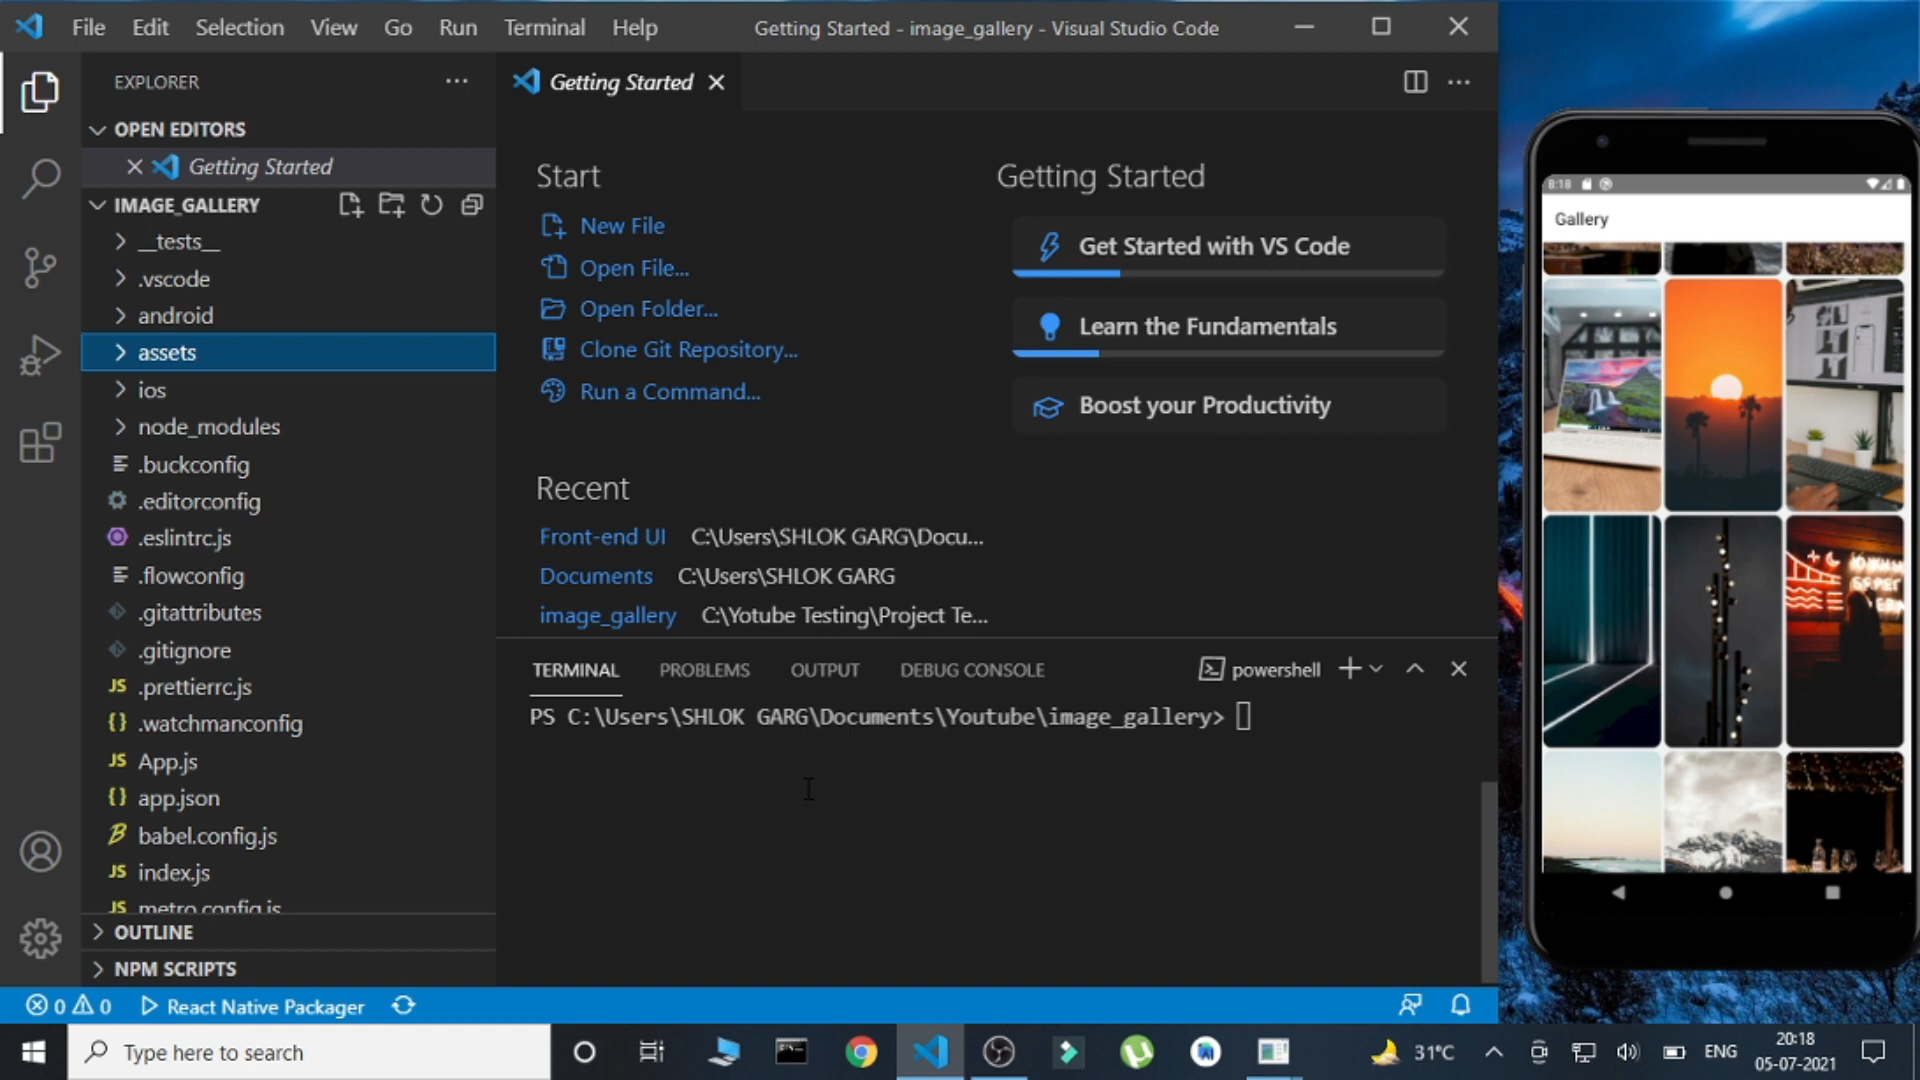 File Edit Selection View Go Run Terminal Help Getting Started - image_gallery - Visual Studio Code
EXPLORER
Getting Started
OPEN EDITORS
Getting Started
IMAGE_GALLERY
__tests__
.vscode
android
assets
ios
node_modules
.buckconfig
.editorconfig
.eslintrc.js
.flowconfig
.gitattributes
.gitignore
.prettierrc.js
.watchmanconfig
App.js
app.json
babel.config.js
index.js
metro.config.js
OUTLINE
NPM SCRIPTS
Start
New File
Open File...
Open Folder...
Clone Git Repository...
Run a Command...
Getting Started
Get Started with VS Code
Learn the Fundamentals
Boost your Productivity
Recent
Front-end UI C:\Users\SHLOK GARG\Docu...
Documents C:\Users\SHLOK GARG
image_gallery C:\Yotube Testing\Project Te...
TERMINAL PROBLEMS OUTPUT DEBUG CONSOLE powershell
PS C:\Users\SHLOK GARG\Documents\Youtube\image_gallery>
8:18
Gallery
0 0 React Native Packager
Type here to search
31°C
ENG
20:18
05-07-2021